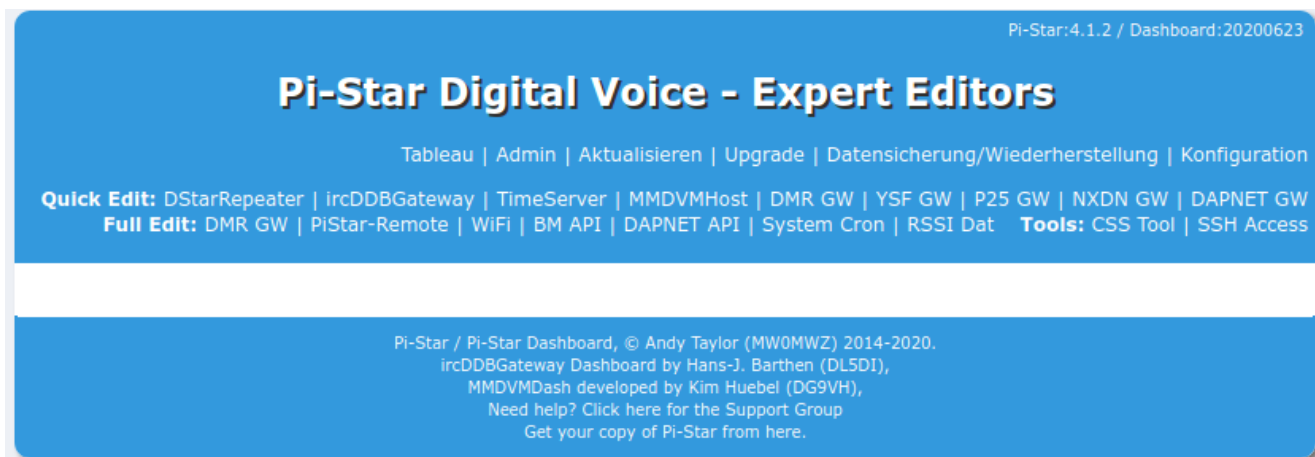 Pi-Star:4.1.2 / Dashboard:20200623
Pi-Star Digital Voice - Expert Editors
Tableau | Admin | Aktualisieren | Upgrade | Datensicherung/Wiederherstellung | Konfiguration
Quick Edit: DStarRepeater | ircDDBGateway | TimeServer | MMDVMHost | DMR GW | YSF GW | P25 GW | NXDN GW | DAPNET GW
Full Edit: DMR GW | PiStar-Remote | WiFi | BM API | DAPNET API | System Cron | RSSI Dat Tools: CSS Tool | SSH Access
Pi-Star / Pi-Star Dashboard, © Andy Taylor (MW0MWZ) 2014-2020.
ircDDBGateway Dashboard by Hans-J. Barthen (DL5DI),
MMDVMDash developed by Kim Huebel (DG9VH),
Need help? Click here for the Support Group
Get your copy of Pi-Star from here.